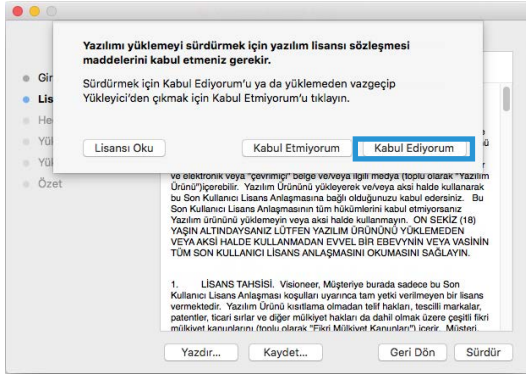 Yazılımı yüklemeyi sürdürmek için yazılım lisansı sözleşmesi
maddelerini kabul etmeniz gerekir.
Sürdürmek için Kabul Ediyorum'u ya da yüklemeden vazgeçip
Yükleyici'den çıkmak için Kabul Etmiyorum'u tıklayın.
Lisansı Oku
Kabul Etmiyorum
Kabul Ediyorum
Gir
Lis
Yük
Yük
Özet
ve elektronik veya "çevrimiçi" belge ve/veya ilgili medya (toplu olarak "Yazılım
Ürünü")içerebilir. Yazılım Ürününü yükleyerek ve/veya aksi halde kullanarak
bu Son Kullanıcı Lisans Anlaşmasına bağlı olduğunuzu kabul edersiniz. Bu
Son Kullanıcı Lisans Anlaşmasının tüm hükümlerini kabul etmiyorsanız
Yazılım ürününü yüklemeyin veya aksi halde kullanmayın. ON SEKİZ (18)
YAŞIN ALTINDAYSANIZ LÜTFEN YAZILIM ÜRÜNÜNÜ YÜKLEMEDEN
VEYA AKSİ HALDE KULLANMADAN EVVEL BİR EBEVYNİN VEYA VASİNİN
TÜM SON KULLANICI LİSANS ANLAŞMASINI OKUMASINI SAĞLAYIN.
1. LİSANS TAHSİSİ. Visioneer, Müşteriye burada sadece bu Son
Kullanıcı Lisans Anlaşması koşulları uyarınca tam yetki verilmeyen bir lisans
vermektedir. Yazılım Ürünü kısıtlama olmadan telif hakları, tescilli markalar,
patentler, ticari sırlar ve diğer mülkiyet hakları da dahil olmak üzere çeşitli fikri
mülkiyet kanunlarını (toplu olarak "Fikri Mülkiyet Kanunları") içerir. Müşteri
Yazdır...
Kaydet...
Geri Dön
Sürdür